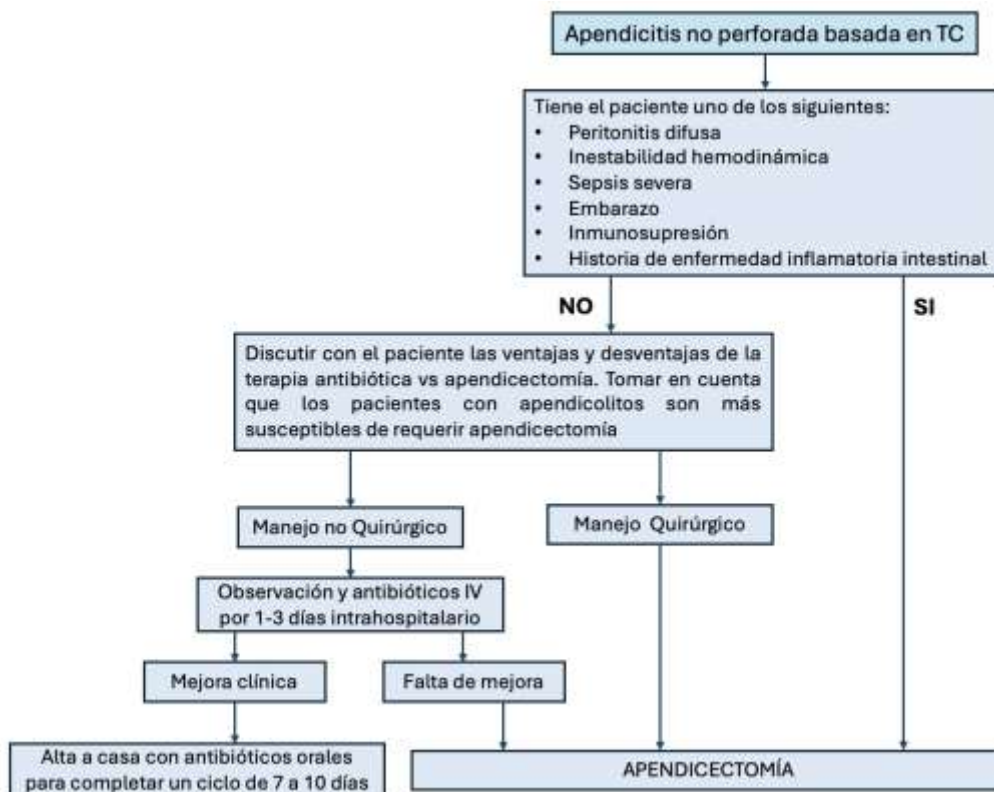 Apendicitis no perforada basada en TC
Tiene el paciente uno de los siguientes:
• Peritonitis difusa
• Inestabilidad hemodinámica
• Sepsis severa
• Embarazo
• Inmunosupresión
• Historia de enfermedad inflamatoria intestinal
NO
SI
Discutir con el paciente las ventajas y desventajas de la
terapia antibiótica vs apendicectomía. Tomar en cuenta
que los pacientes con apendicolitos son más
susceptibles de requerir apendicectomía
Manejo no Quirúrgico
Manejo Quirúrgico
Observación y antibióticos IV
por 1-3 días intrahospitalario
Mejora clínica
Falta de mejora
Alta a casa con antibióticos orales
para completar un ciclo de 7 a 10 días
APENDICECTOMÍA